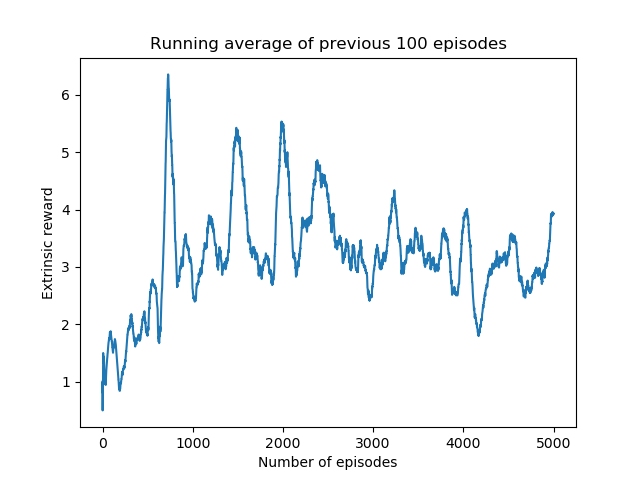 Running average of previous 100 episodes
Extrinsic reward
6
5
4
3
2
1
0 1000 2000 3000 4000 5000
Number of episodes